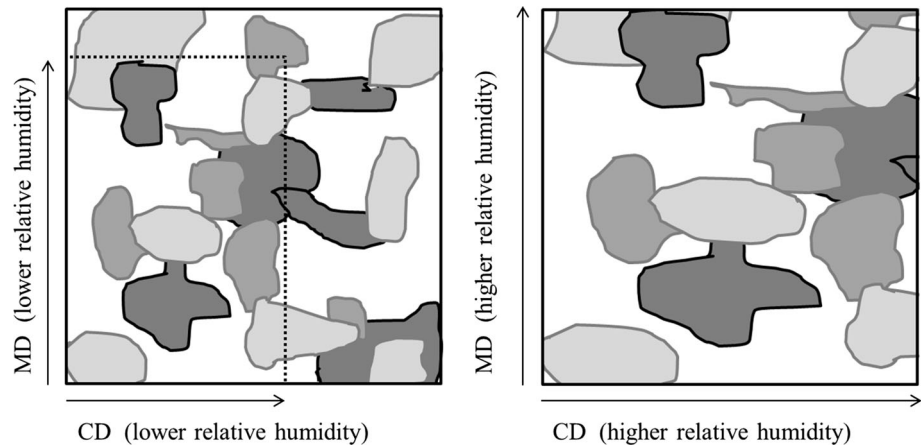 MD (lower relative humidity)
CD (lower relative humidity)
MD (higher relative humidity)
CD (higher relative humidity)